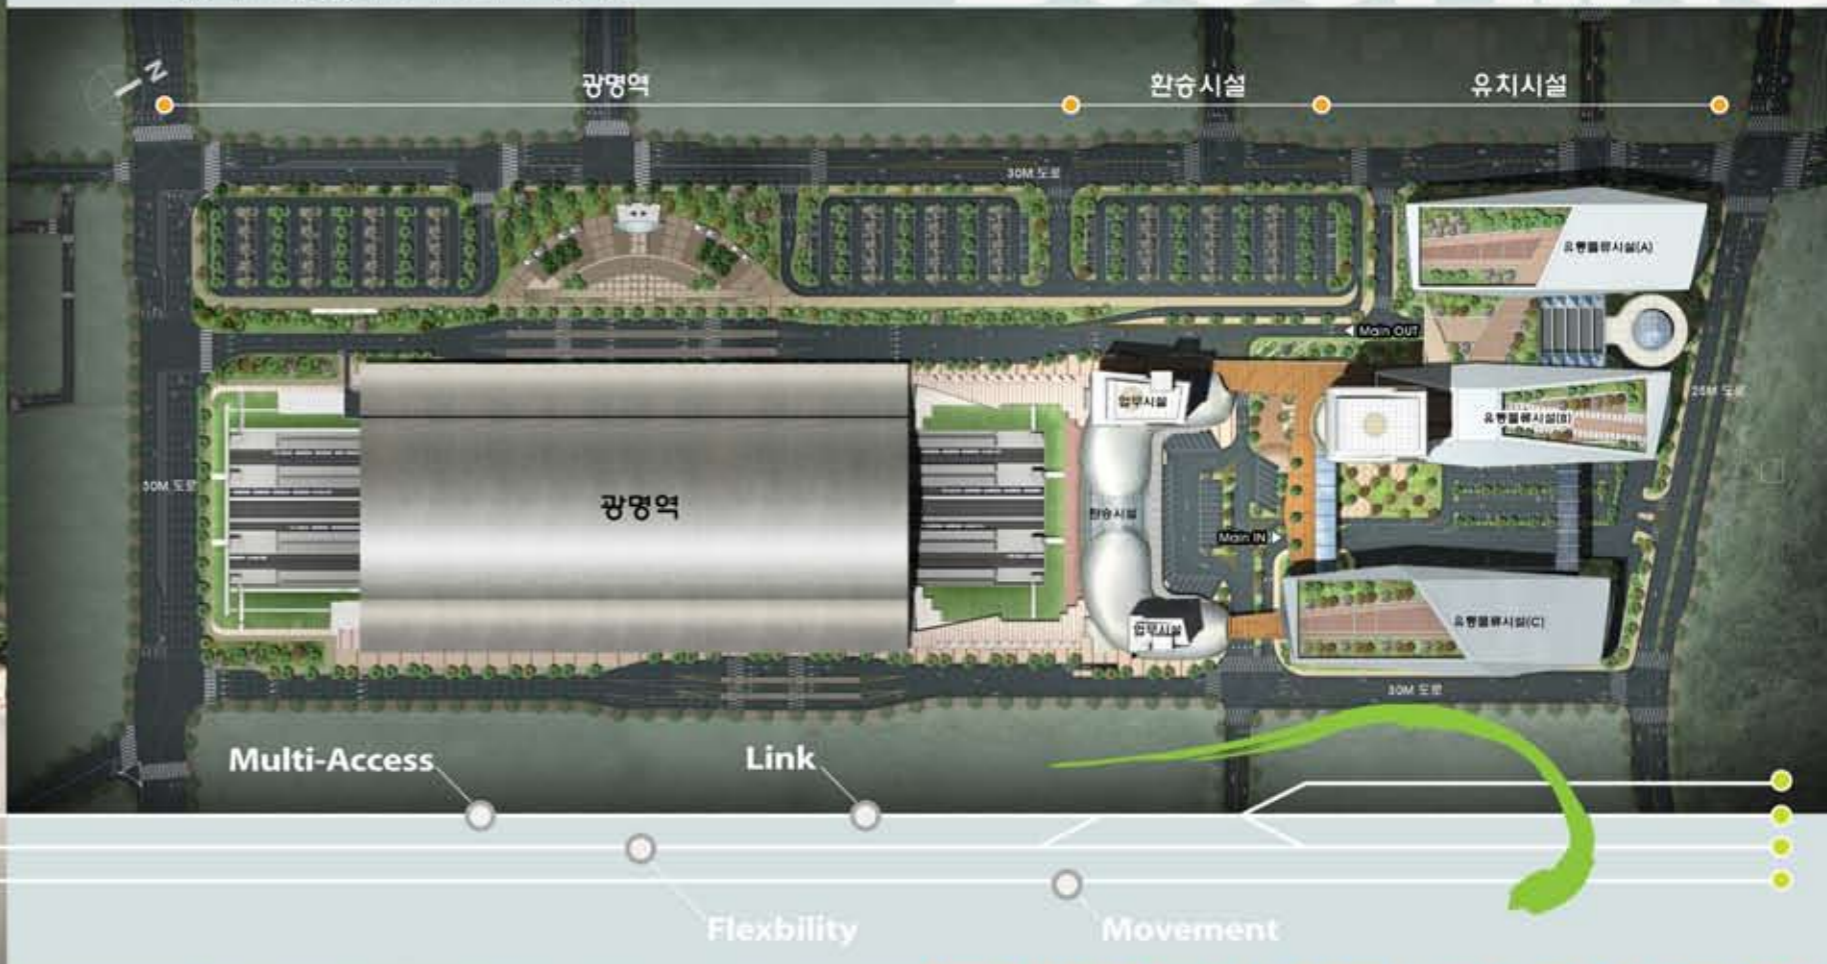 N
광명역
환승시설
유치시설
30M 도로
유통물류시설(A)
Main OUT
업무시설
유통물류시설(B)
25M 도로
30M 도로
광명역
환승시설
Main IN
업무시설
유통물류시설(C)
30M 도로
Multi-Access
Link
Flexbility
Movement